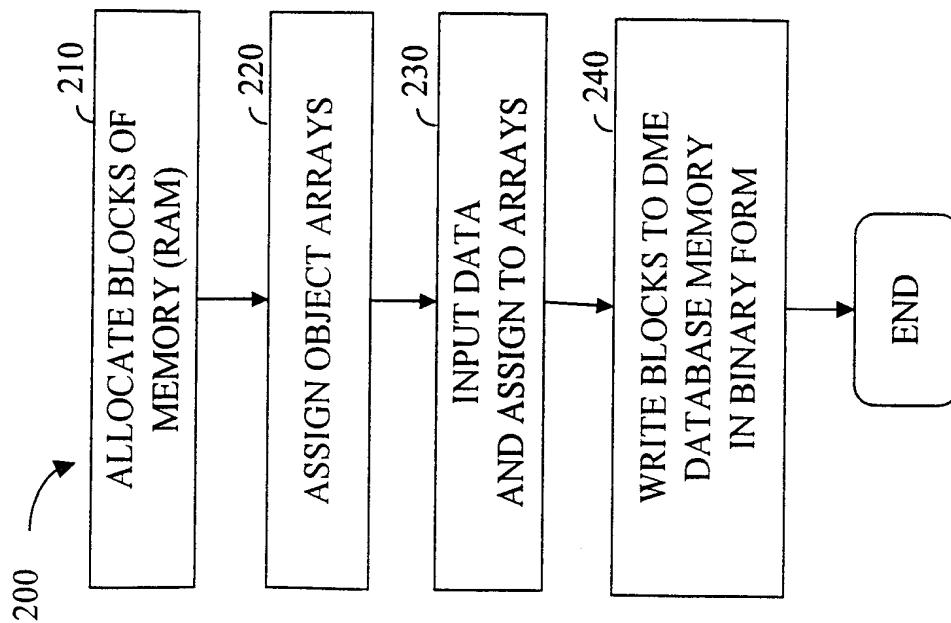 200
210
ALLOCATE BLOCKS OF
MEMORY (RAM)
220
ASSIGN OBJECT ARRAYS
230
INPUT DATA
AND ASSIGN TO ARRAYS
240
WRITE BLOCKS TO DME
DATABASE MEMORY
IN BINARY FORM
END